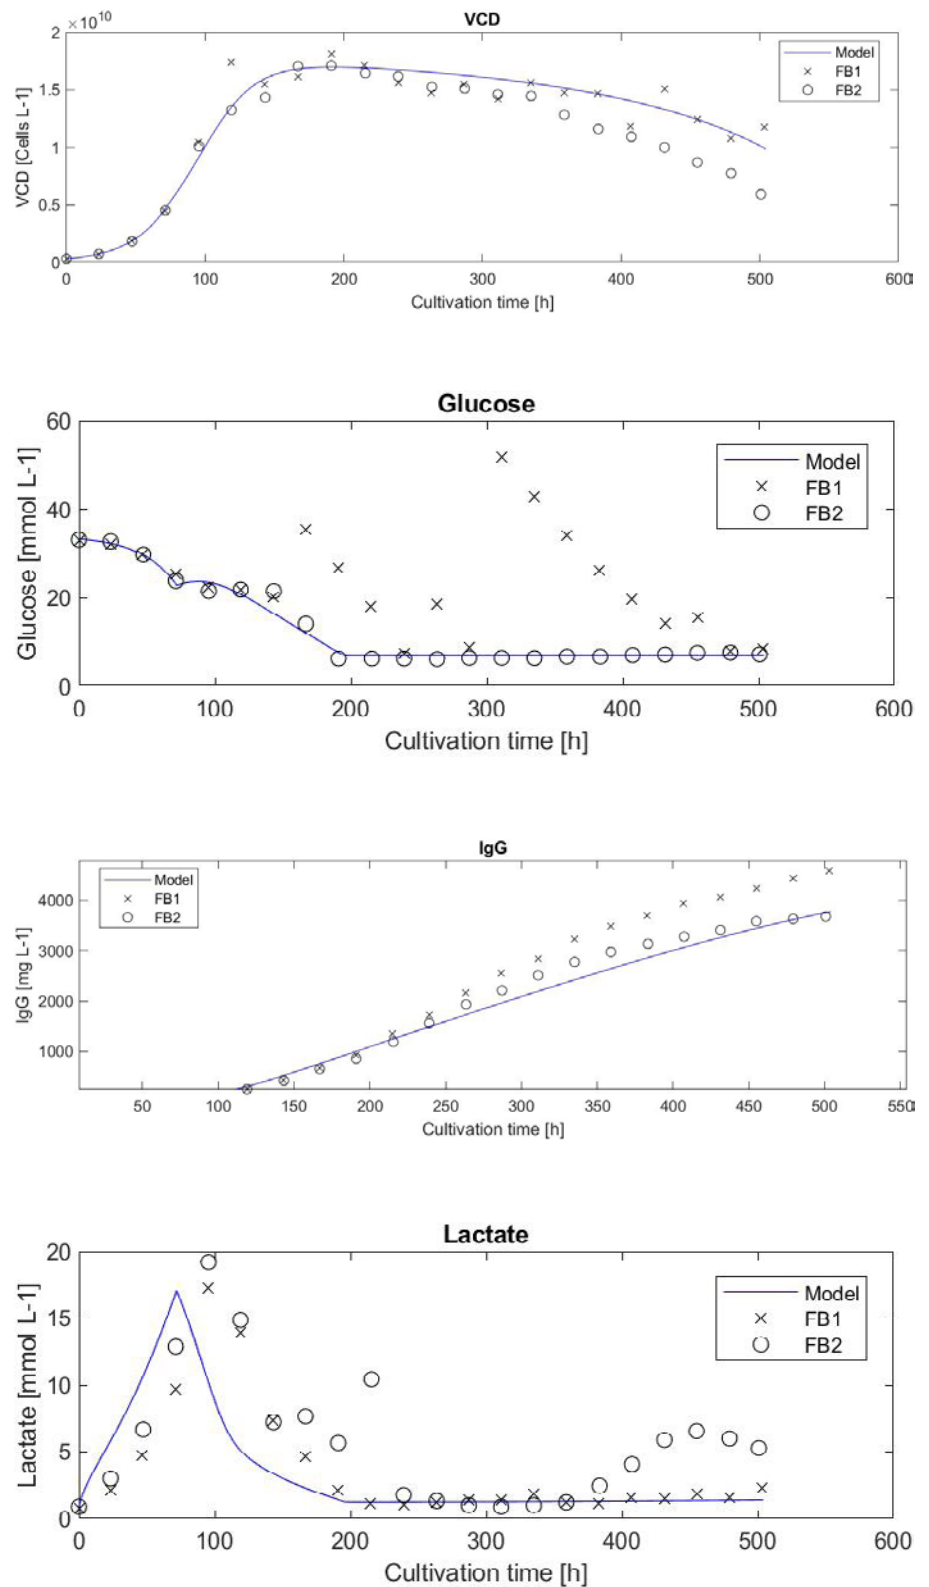 VCD
×10^10
2
1.5
1
0.5
0
VCD [Cells L-1]
0 100 200 300 400 500 600
Cultivation time [h]
Model
FB1
FB2
Glucose
60
40
20
0
Glucose [mmol L-1]
0 100 200 300 400 500 600
Cultivation time [h]
Model
FB1
FB2
IgG
4000
3000
2000
1000
IgG [mg L-1]
50 100 150 200 250 300 350 400 450 500 550
Cultivation time [h]
Model
FB1
FB2
Lactate
20
15
10
5
0
Lactate [mmol L-1]
0 100 200 300 400 500 600
Cultivation time [h]
Model
FB1
FB2